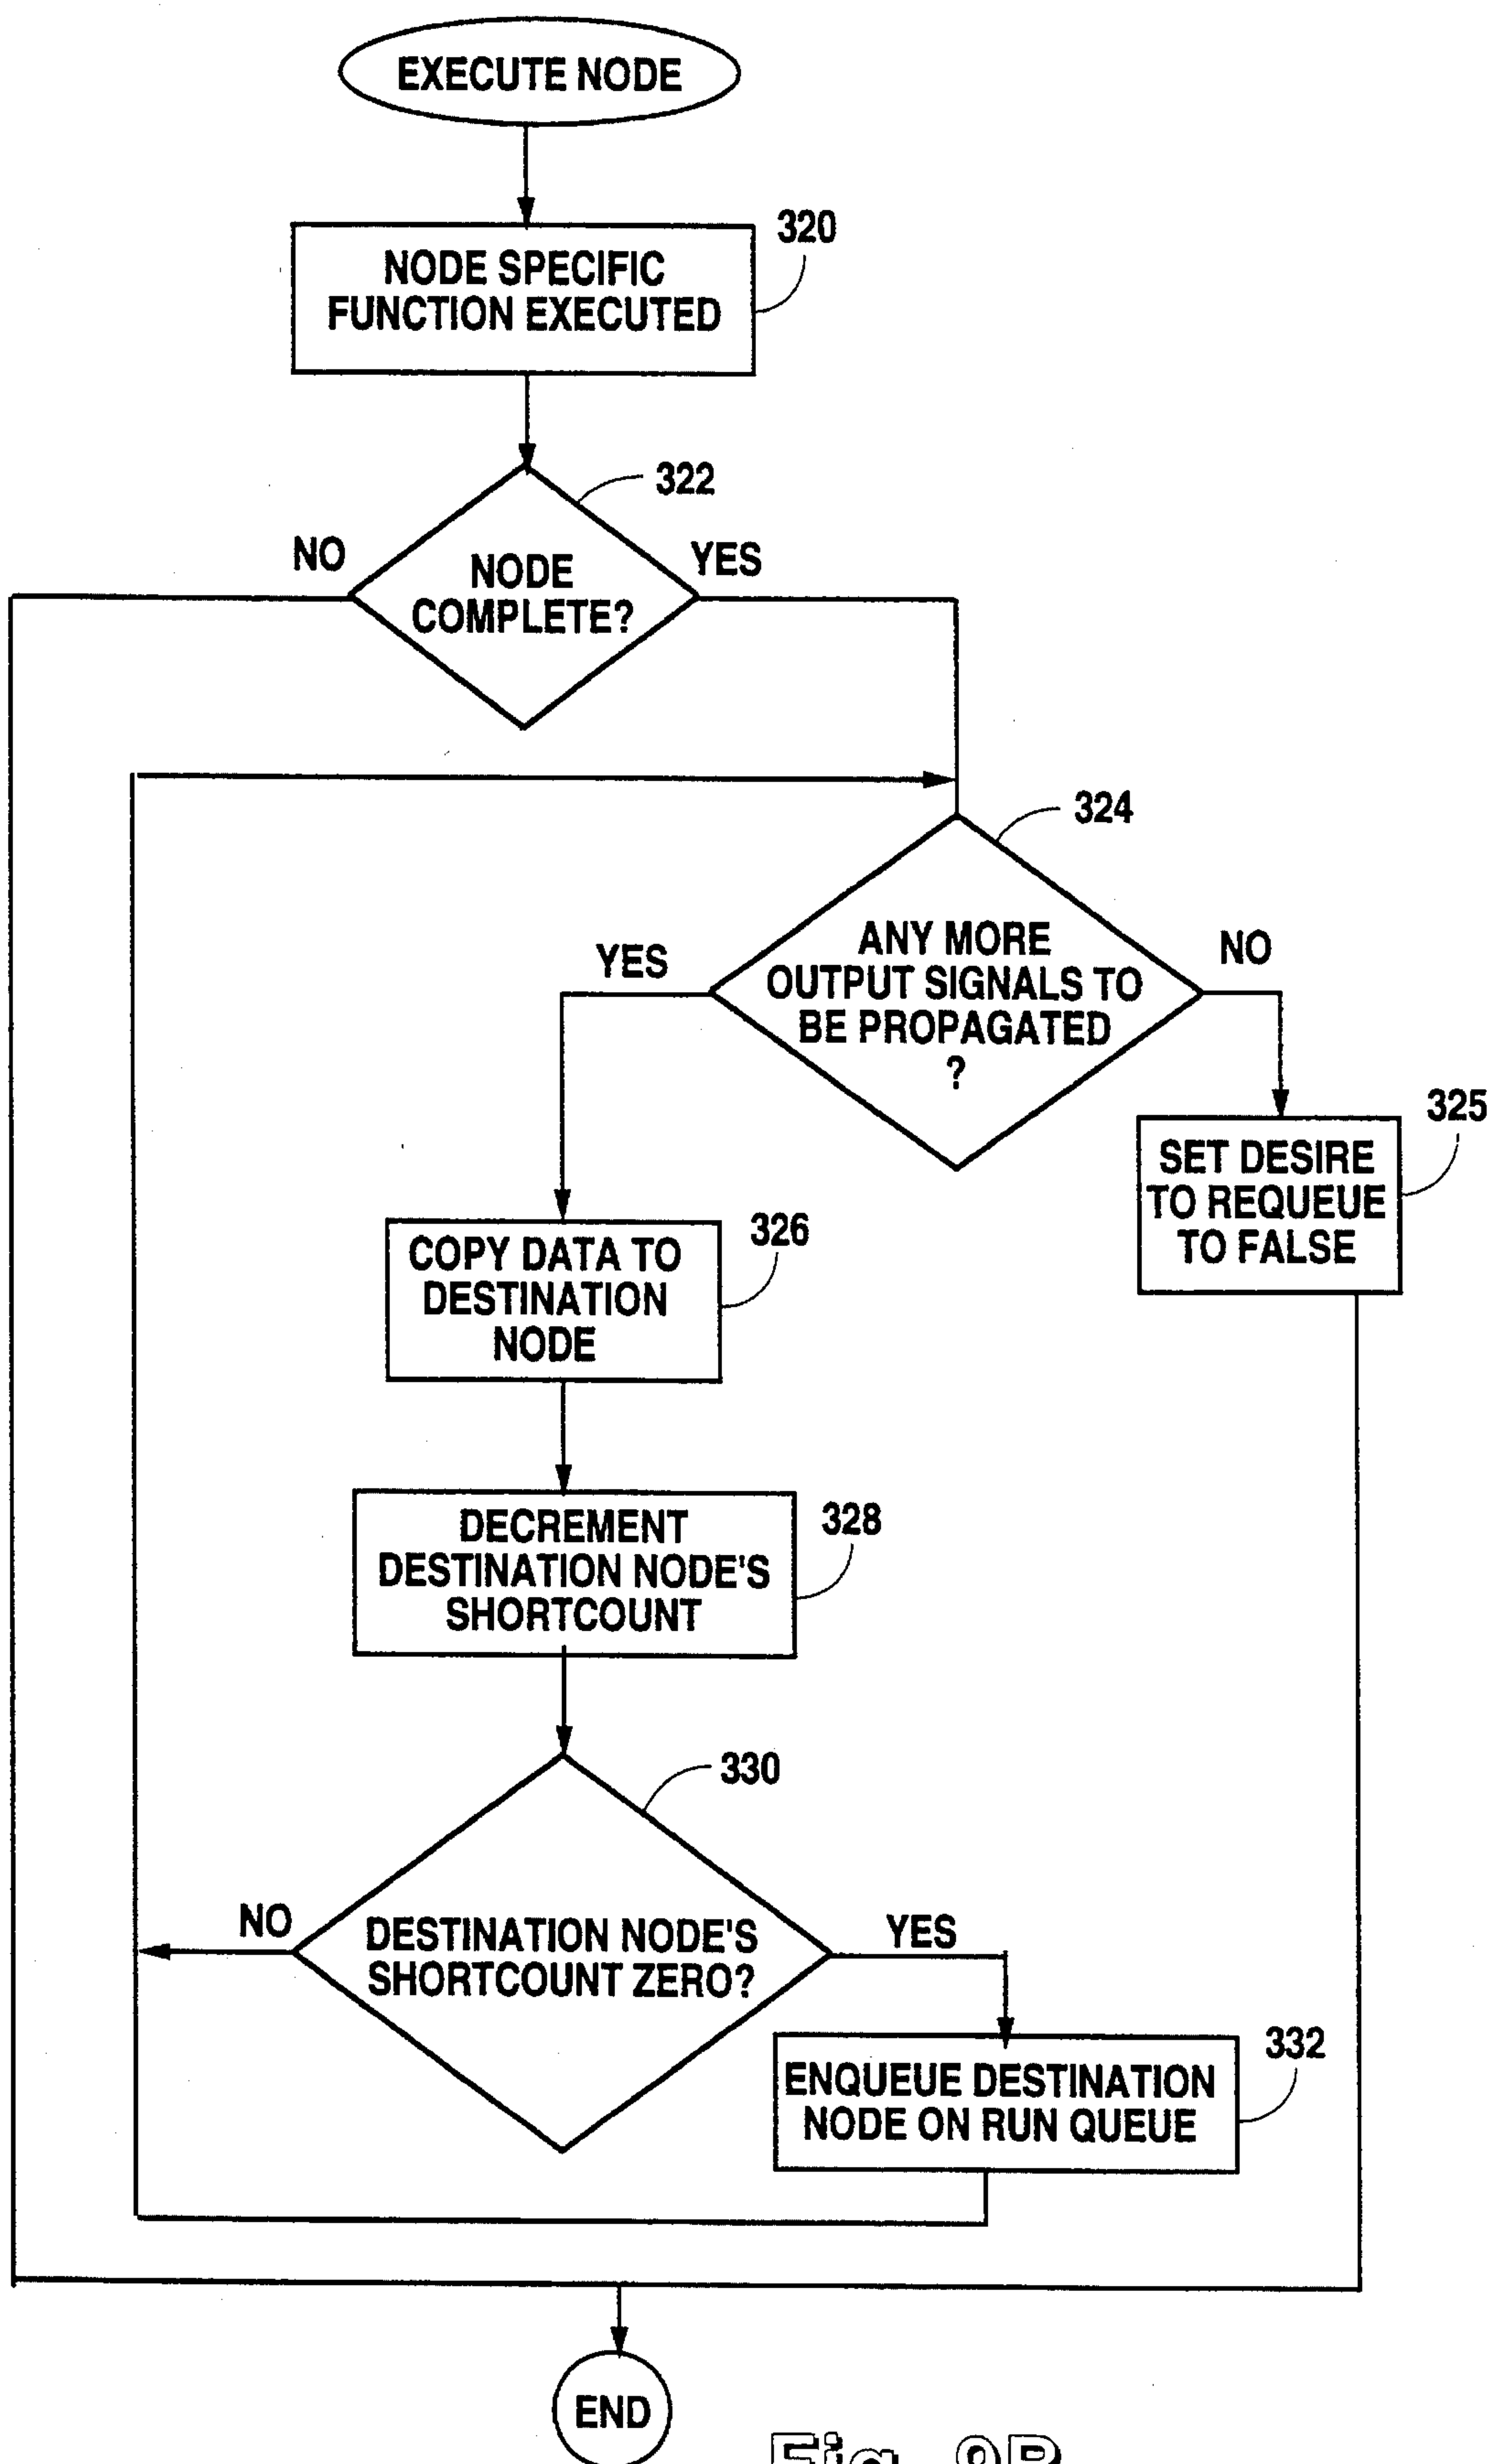 EXECUTE NODE
320
NODE SPECIFIC
FUNCTION EXECUTED
322
NO
YES
NODE
COMPLETE?
324
YES
ANY MORE
OUTPUT SIGNALS TO
BE PROPAGATED
?
NO
325
SET DESIRE
TO REQUEUE
TO FALSE
326
COPY DATA TO
DESTINATION
NODE
328
DECREMENT
DESTINATION NODE'S
SHORTCOUNT
330
NO
DESTINATION NODE'S
SHORTCOUNT ZERO?
YES
332
ENQUEUE DESTINATION
NODE ON RUN QUEUE
END
Fig. 9B